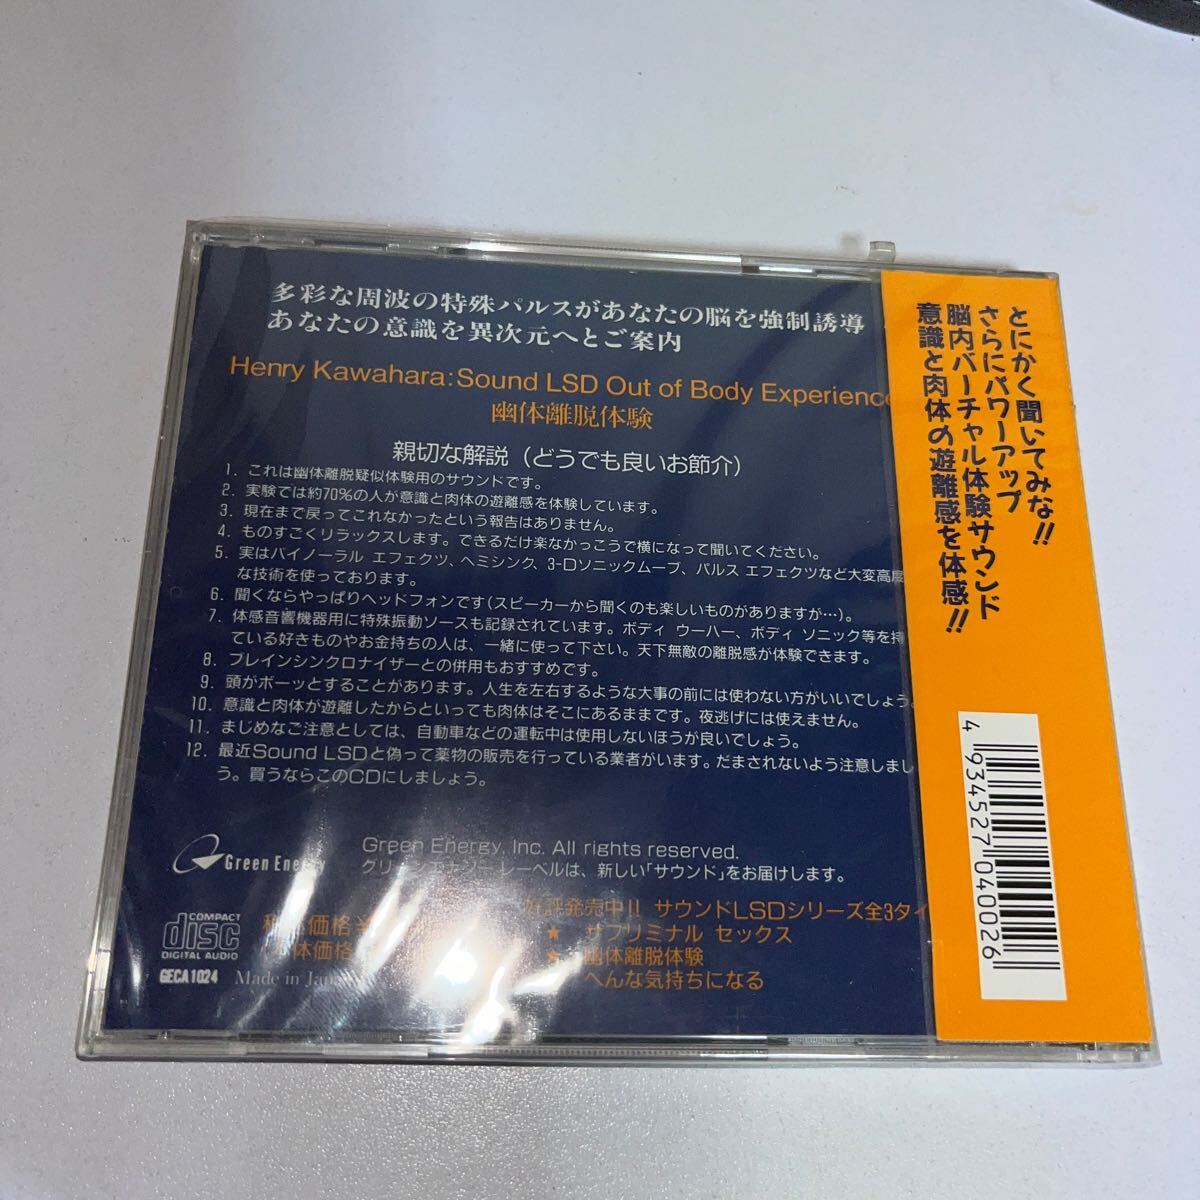 多彩な周波の特殊パルスがあなたの脳を強制誘導
あなたの意識を異次元へとご案内
Henry Kawahara:Sound LSD Out of Body Experience
幽体離脱体験
親切な解説（どうでも良いお節介）
1. これは幽体離脱疑似体験用のサウンドです。
2. 実験では約70%の人が意識と肉体の遊離感を体験しています。
3. 現在まで戻ってこれなかったという報告はありません。
4. ものすごくリラックスします。できるだけ楽なかっこうで横になって聞いてください。
5. 実はバイノーラル エフェクツ、ヘミシンク、3-Dソニックムーブ、パルス エフェクツなど大変高度
な技術を使っております。
6. 聞くならやっぱりヘッドフォンです(スピーカーから聞くのも楽しいものがありますが…)。
7. 体感音響機器用に特殊振動ソースも記録されています。ボディ ウーハー、ボディ ソニック等を持
ている好きものやお金持ちの人は、一緒に使って下さい。天下無敵の離脱感が体験できます。
8. ブレインシンクロナイザーとの併用もおすすめです。
9. 頭がボーッとすることがあります。人生を左右するような大事の前には使わない方がいいでしょう。
10. 意識と肉体が遊離したからといっても肉体はそこにあるままです。夜逃げには使えません。
11. まじめなご注意としては、自動車などの運転中は使用しないほうが良いでしょう。
12. 最近Sound LSDと偽って薬物の販売を行っている業者がいます。だまされないよう注意しまし
う。買うならこのCDにしましょう。
Green Energy
Green Energy, Inc. All rights reserved.
グリーンエナジー レーベルは、新しい「サウンド」をお届けします。
COMPACT
disc
DIGITAL AUDIO
GECA1024
Made in Japan
価格
体価格
好評発売中!! サウンドLSDシリーズ全3タイ
★ サブリミナル セックス
★ 幽体離脱体験
へんな気持ちになる
とにかく聞いてみな!!
さらにパワーアップ
脳内バーチャル体験サウンド
意識と肉体の遊離感を体感!!
4 934527 040026